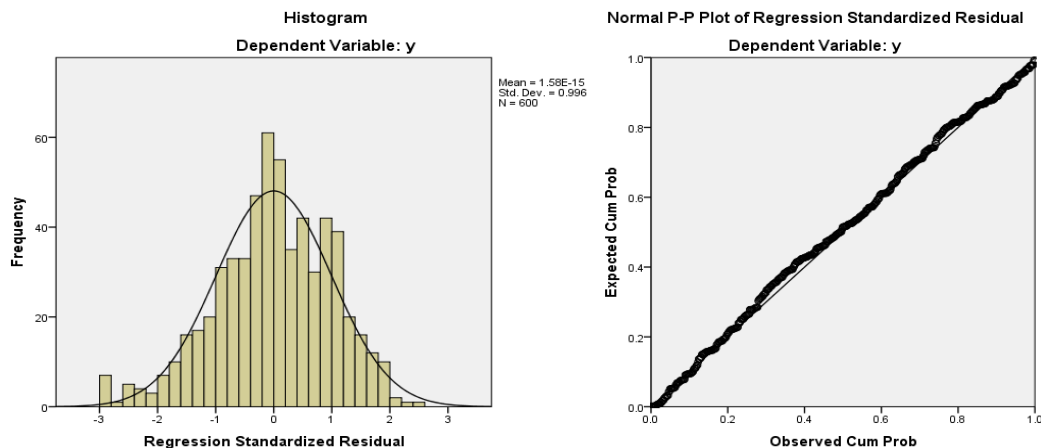 Histogram
Dependent Variable: y
Mean = 1.58E-15
Std. Dev. = 0.996
N = 600
60
40
20
0
Frequency
-3 -2 -1 0 1 2 3
Regression Standardized Residual
Normal P-P Plot of Regression Standardized Residual
Dependent Variable: y
1.0
0.8
0.6
0.4
0.2
0.0
Expected Cum Prob
0.0 0.2 0.4 0.6 0.8 1.0
Observed Cum Prob